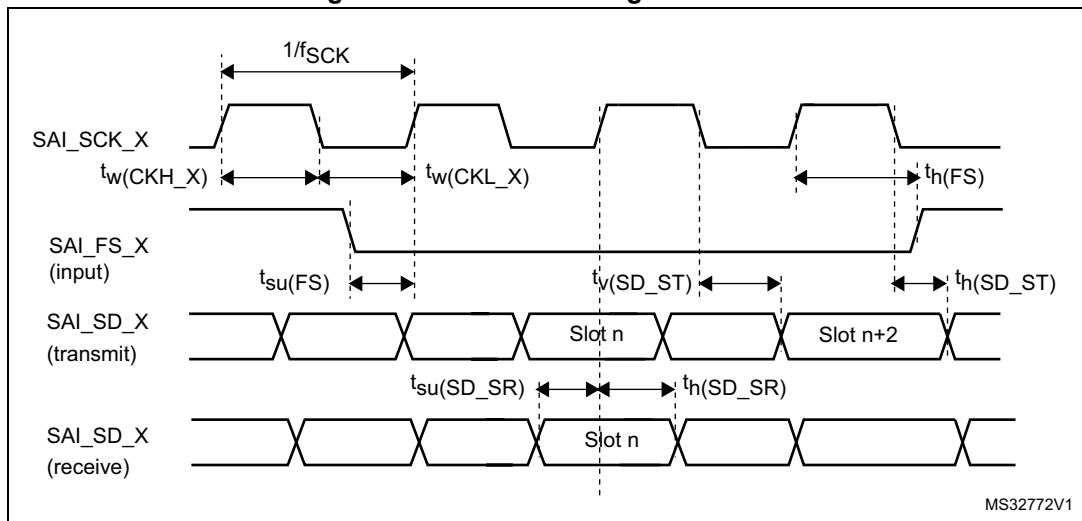 1/fSCK
SAI_SCK_X
tw(CKH_X)
tw(CKL_X)
th(FS)
SAI_FS_X
(input)
tsu(FS)
tv(SD_ST)
th(SD_ST)
SAI_SD_X
(transmit)
Slot n
Slot n+2
tsu(SD_SR)
th(SD_SR)
SAI_SD_X
(receive)
Slot n
MS32772V1